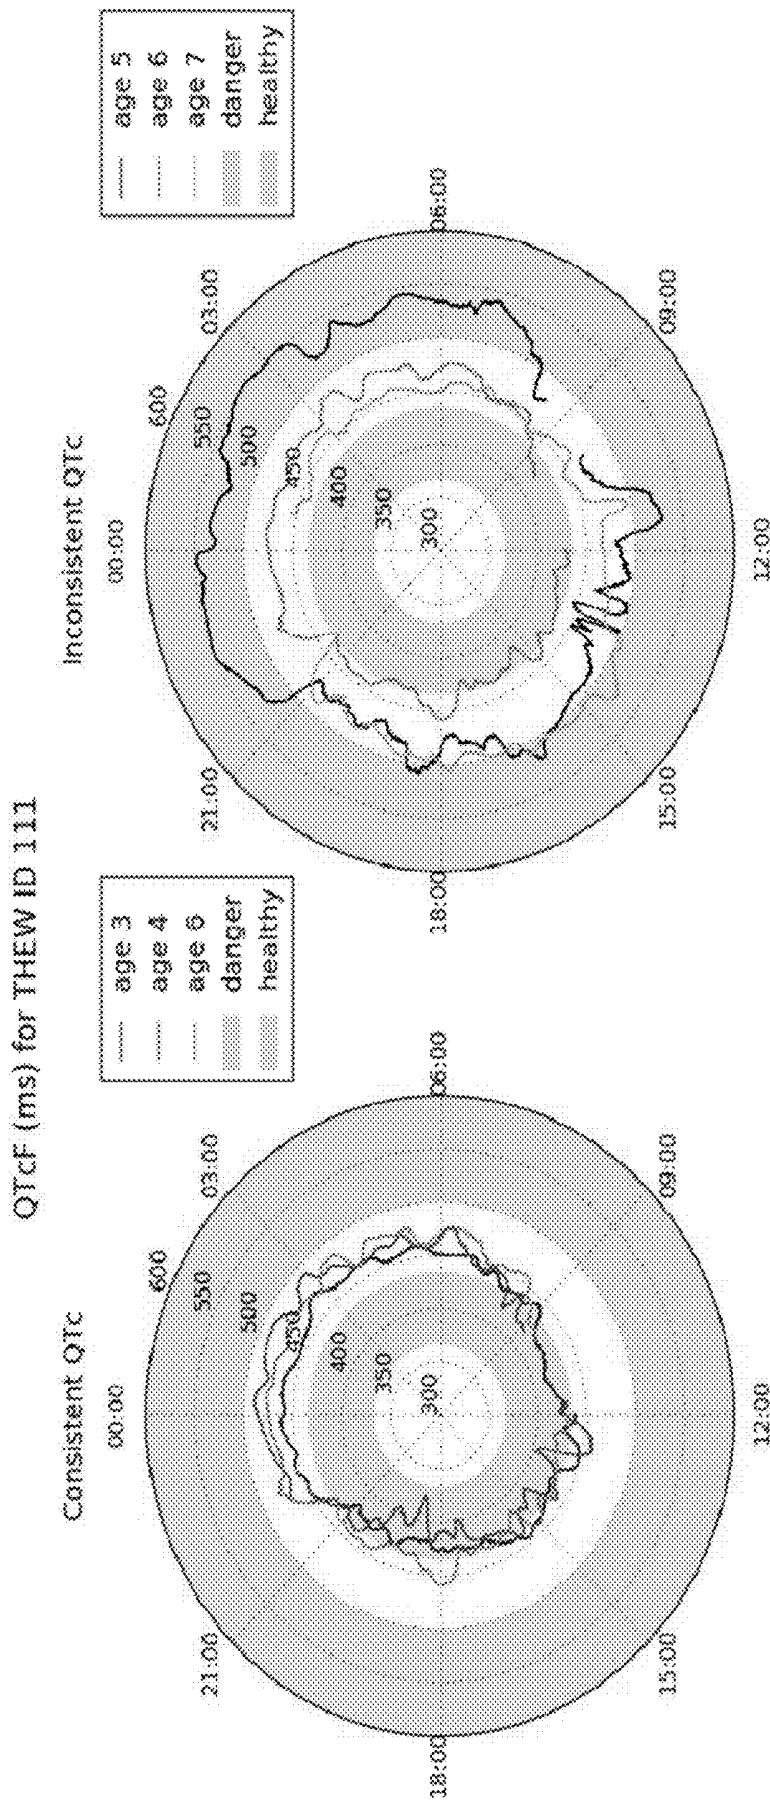 QTcF (ms) for THEW ID 111
Consistent QTc
00:00
03:00
06:00
09:00
12:00
15:00
18:00
21:00
600
550
500
450
400
350
300
age 3
age 4
age 6
danger
healthy
Inconsistent QTc
00:00
03:00
06:00
09:00
12:00
15:00
18:00
21:00
600
550
500
450
400
350
300
age 5
age 6
age 7
danger
healthy